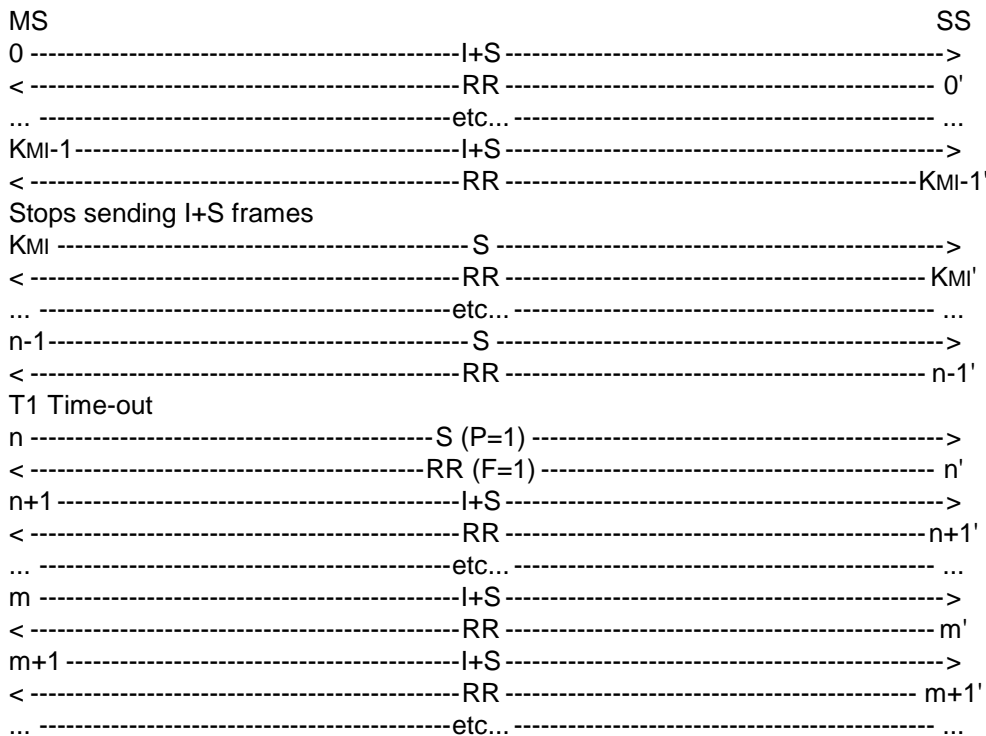 MS SS
0 ------------------------------------------------I+S-------------------------------------------------->
< ------------------------------------------------RR ------------------------------------------------ 0'
... ----------------------------------------------etc... ----------------------------------------------- ...
KMI-1-------------------------------------------I+S-------------------------------------------------->
< ------------------------------------------------RR ----------------------------------------------KMI-1'
Stops sending I+S frames
KMI ---------------------------------------------- S -------------------------------------------------->
< ------------------------------------------------RR ----------------------------------------------- KMI'
... ----------------------------------------------etc... ----------------------------------------------- ...
n-1----------------------------------------------- S -------------------------------------------------->
< ------------------------------------------------RR ----------------------------------------------- n-1'
T1 Time-out
n ---------------------------------------------S (P=1) ---------------------------------------------->
< --------------------------------------------RR (F=1) -------------------------------------------- n'
n+1 ---------------------------------------------I+S-------------------------------------------------->
< ------------------------------------------------RR -----------------------------------------------n+1'
... ----------------------------------------------etc... ----------------------------------------------- ...
m ------------------------------------------------I+S-------------------------------------------------->
< ------------------------------------------------RR ------------------------------------------------ m'
m+1 --------------------------------------------I+S-------------------------------------------------->
< ------------------------------------------------RR ---------------------------------------------- m+1'
... ----------------------------------------------etc... ----------------------------------------------- ...